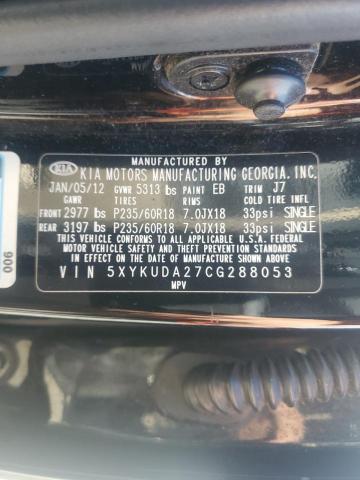 MANUFACTURED BY
KIA KIA MOTORS MANUFACTURING GEORGIA. INC.
JAN/05/12 GVWR 5313 lbs PAINT EB TRIM J7
GAWR TIRES RIMS COLD TIRE INFL
FRONT 2977 lbs P235/60R18 7.0JX18 33psi SINGLE
REAR 3197 lbs P235/60R18 7.0JX18 33psi SINGLE
THIS VEHICLE CONFORMS TO ALL APPLICABLE U.S.A. FEDERAL
MOTOR VEHICLE SAFETY AND THEFT PREVENTION STANDARDS
IN EFFECT ON THE DATE OF MANUFACTURE SHOWN ABOVE
VIN 5XYKUDA27CG288053
MPV
006